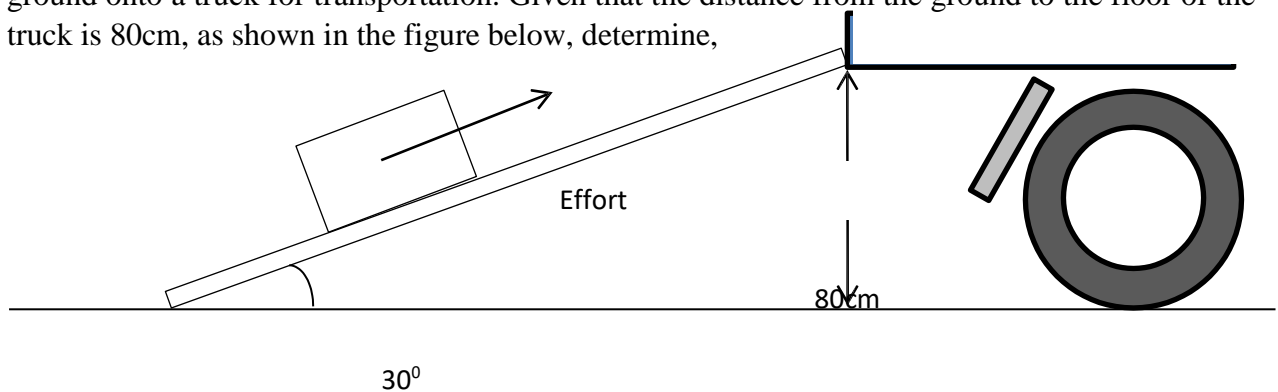 ground onto a truck for transportation. Given that the distance from the ground to the floor of the
truck is 80cm, as shown in the figure below, determine,
Effort
80cm
30⁰